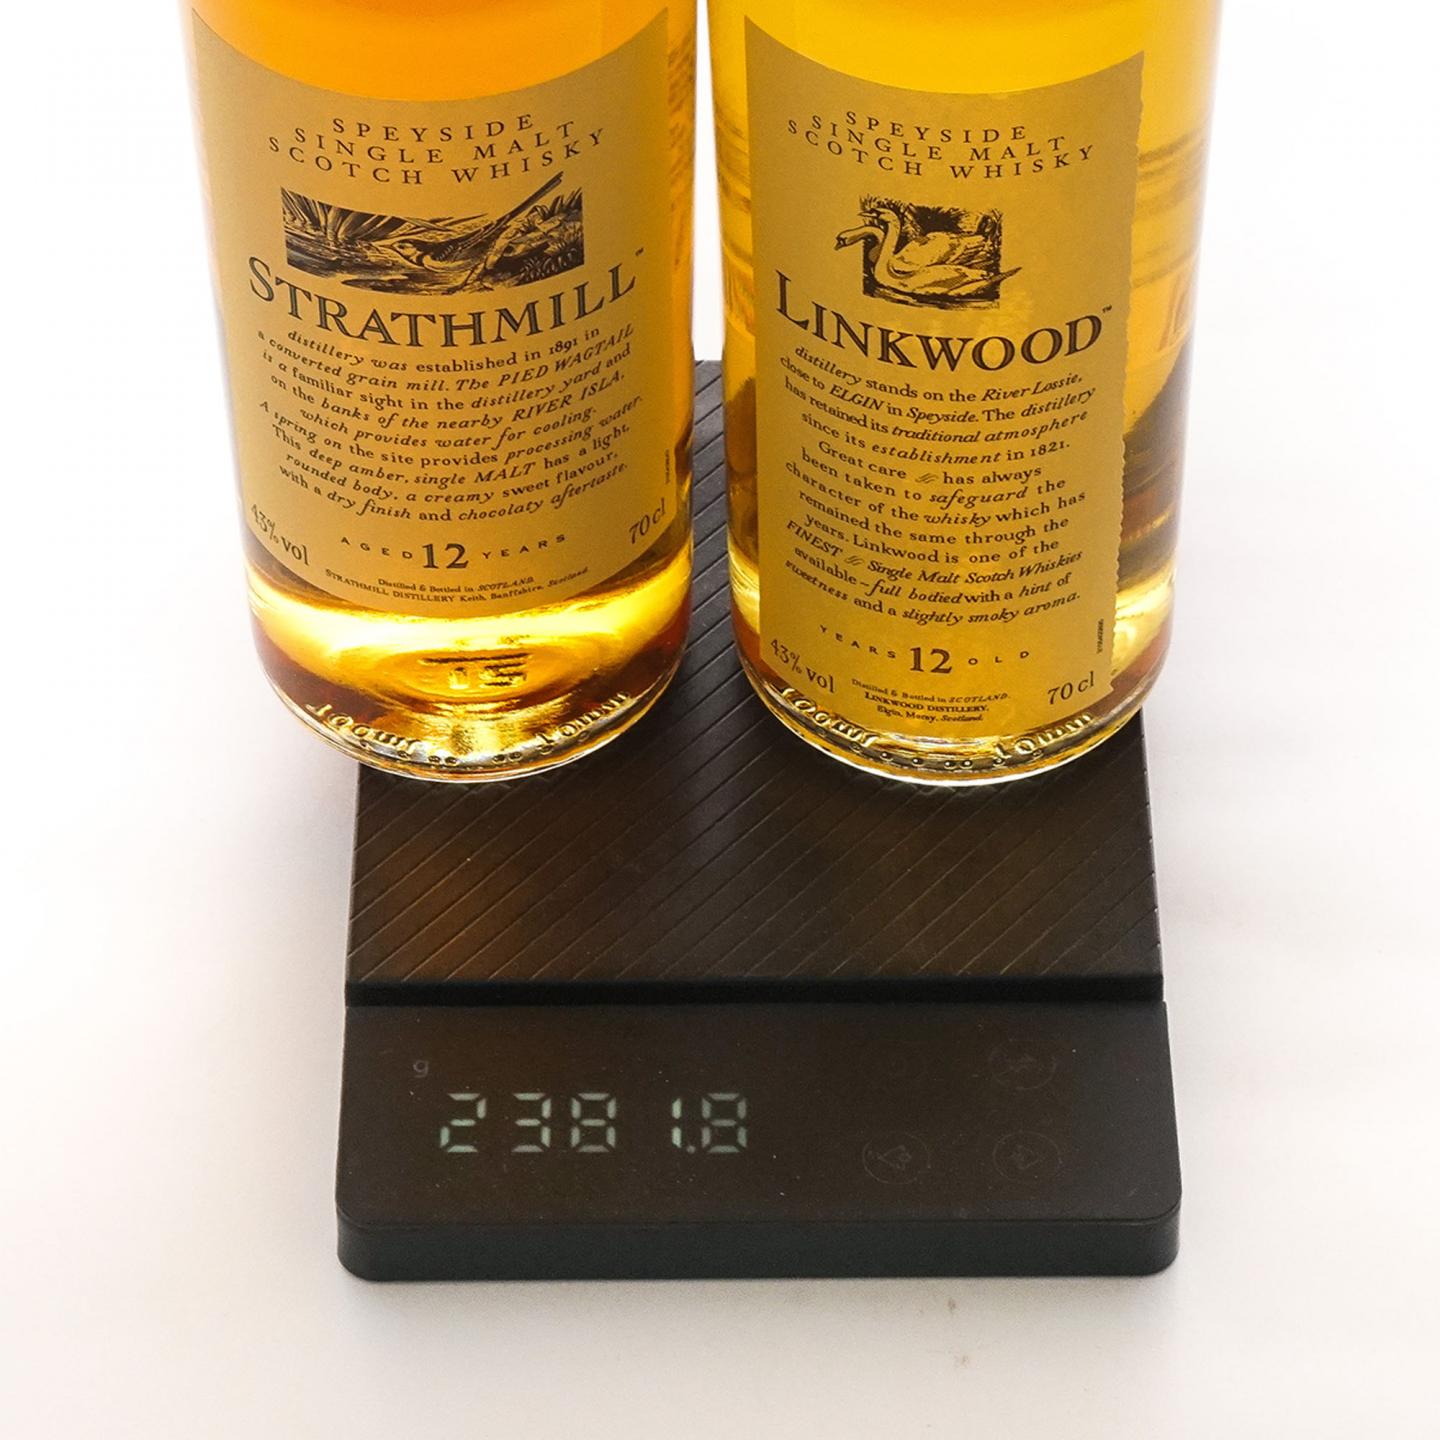 SPEYSIDE
SINGLE MALT
SCOTCH WHISKY
STRATHMILL™
distillery was established in 1891 in
a converted grain mill. The PIED WAGTAIL
is a familiar sight in the distillery yard and
on the banks of the nearby RIVER ISLA,
which provides water for cooling.
A spring on the site provides processing water.
This deep amber, single MALT has a light,
rounded body, a creamy sweet flavour,
with a dry finish and chocolaty aftertaste.
43% vol
AGED 12 YEARS
70 cl
Distilled & Bottled in SCOTLAND.
STRATHMILL DISTILLERY Keith, Banffshire, Scotland.
SPEYSIDE
SINGLE MALT
SCOTCH WHISKY
LINKWOOD™
distillery stands on the River Lossie,
close to ELGIN in Speyside. The distillery
has retained its traditional atmosphere
since its establishment in 1821.
Great care has always
been taken to safeguard the
character of the whisky which has
remained the same through the
years. Linkwood is one of the
FINEST Single Malt Scotch Whiskies
available - full bodied with a hint of
sweetness and a slightly smoky aroma.
43% vol
YEARS 12 OLD
70 cl
Distilled & Bottled in SCOTLAND.
LINKWOOD DISTILLERY,
Elgin, Moray, Scotland.
g
2381.8